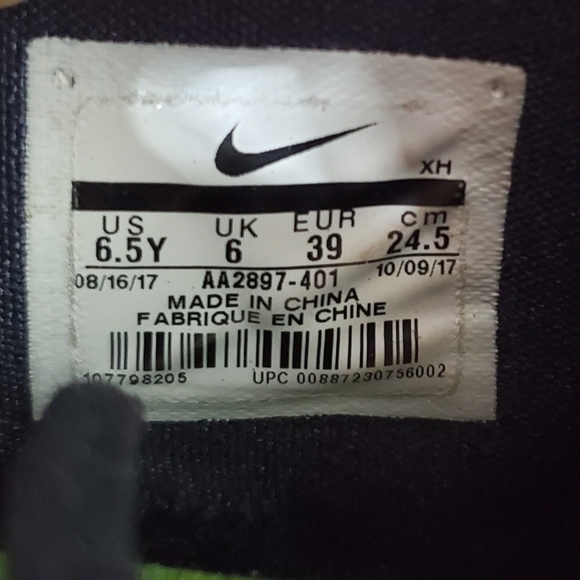 XH
US UK EUR cm
6.5Y 6 39 24.5
08/16/17 AA2897-401 10/09/17
MADE IN CHINA
FABRIQUE EN CHINE
107798205 UPC 00887230756002